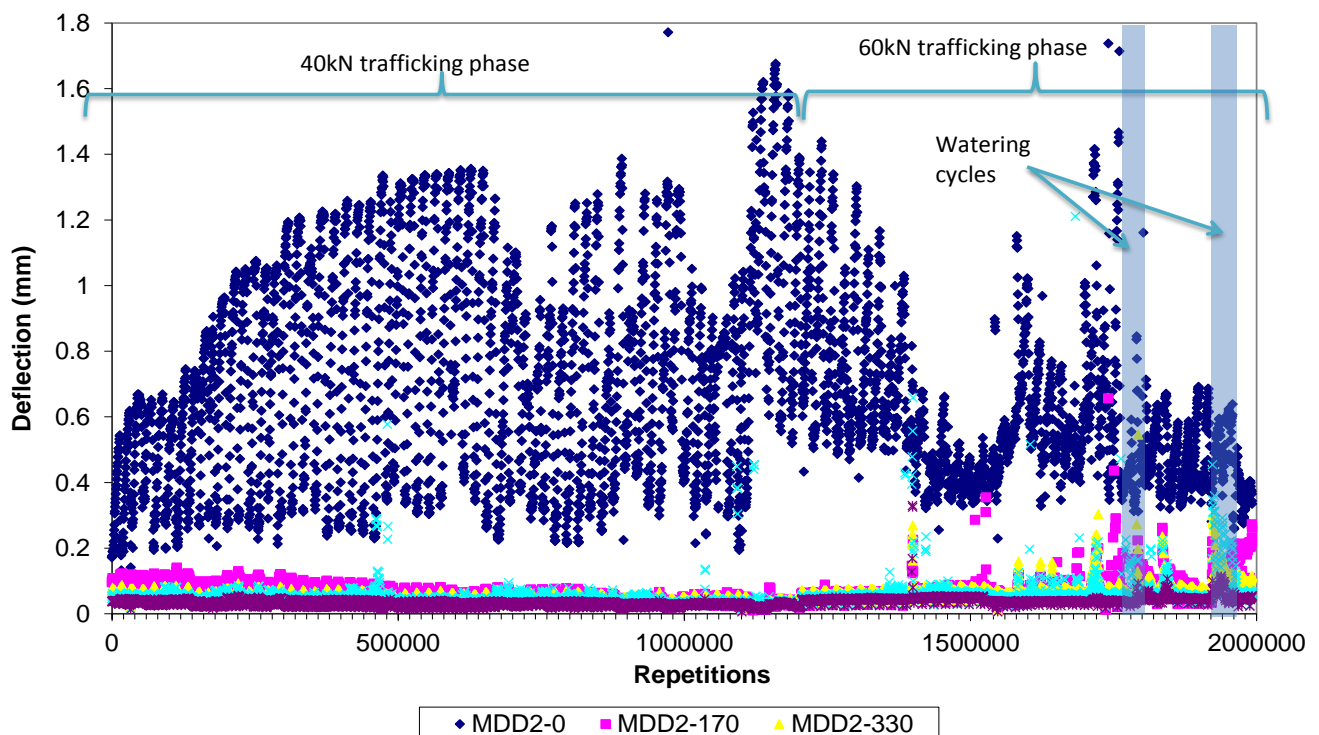 1.8
1.6
1.4
1.2
1
0.8
0.6
0.4
0.2
0
Deflection (mm)
40kN trafficking phase
60kN trafficking phase
Watering
cycles
0
500000
1000000
1500000
2000000
Repetitions
MDD2-0
MDD2-170
MDD2-330